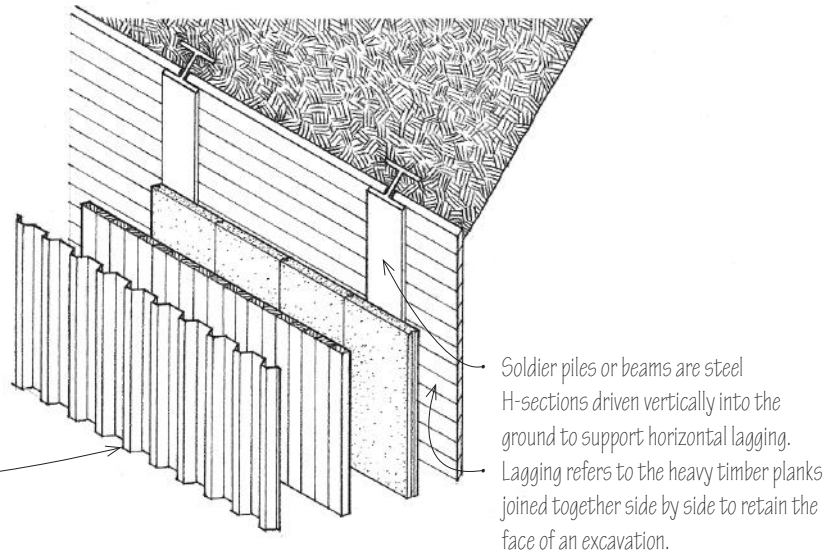 Soldier piles or beams are steel
H-sections driven vertically into the
ground to support horizontal lagging.
Lagging refers to the heavy timber planks
joined together side by side to retain the
face of an excavation.